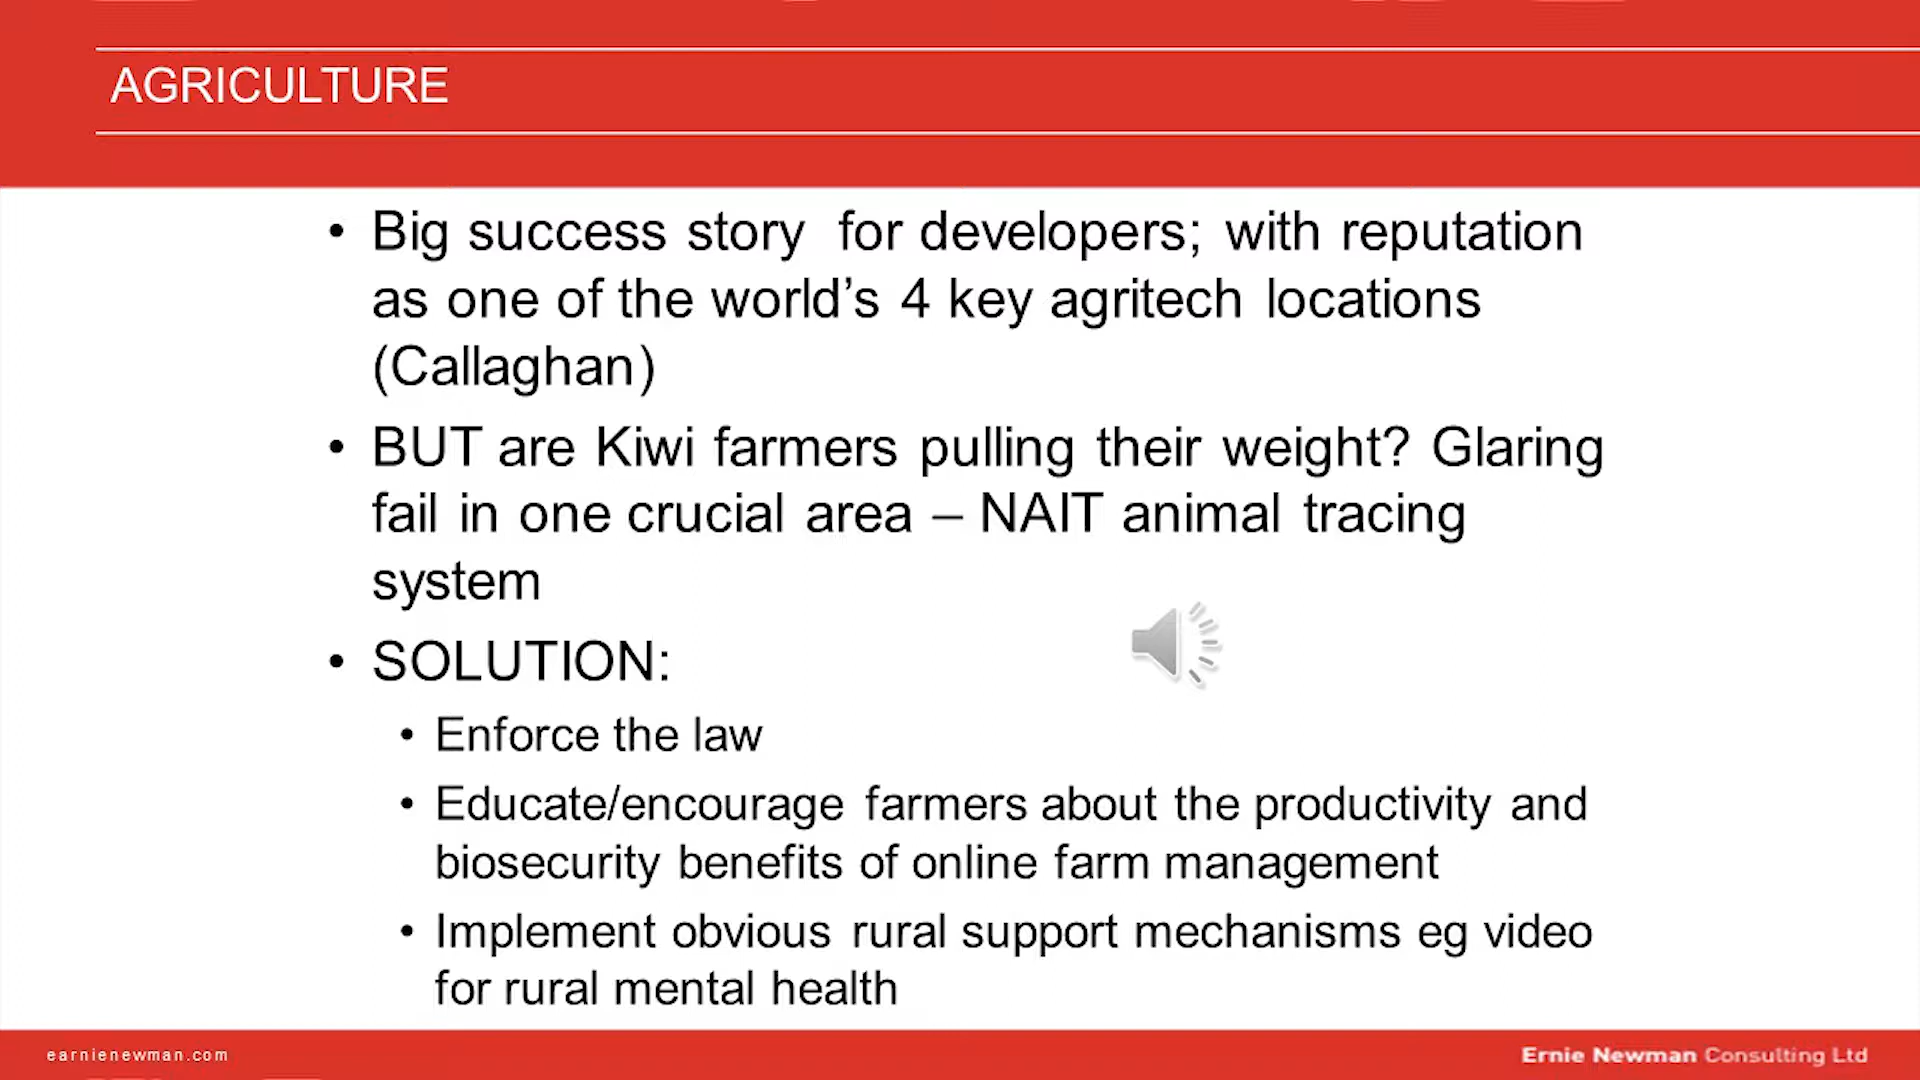 AGRICULTURE
• Big success story for developers; with reputation
as one of the world’s 4 key agritech locations
(Callaghan)
• BUT are Kiwi farmers pulling their weight? Glaring
fail in one crucial area – NAIT animal tracing
system
• SOLUTION:
• Enforce the law
• Educate/encourage farmers about the productivity and
biosecurity benefits of online farm management
• Implement obvious rural support mechanisms eg video
for rural mental health
earnienewman.com
Ernie Newman Consulting Ltd